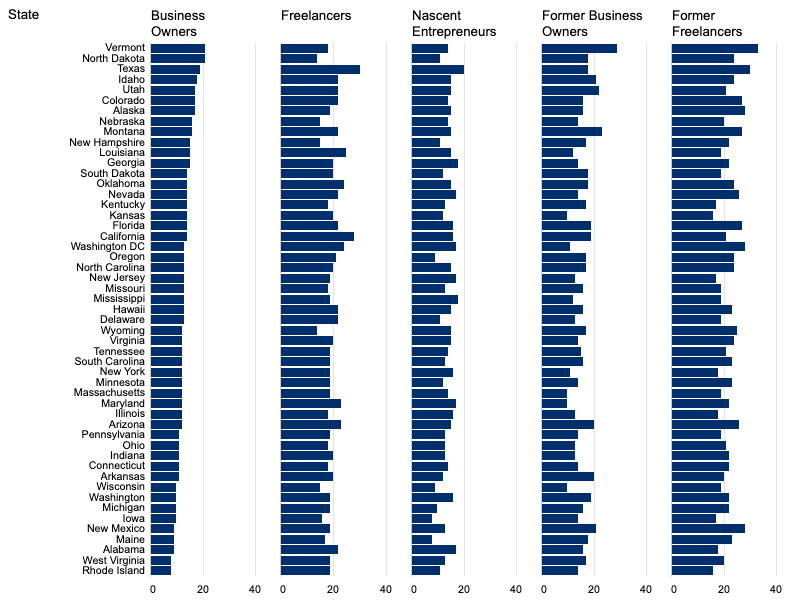 State
Business
Owners
Freelancers
Nascent
Entrepreneurs
Former Business
Owners
Former
Freelancers
Vermont
North Dakota
Texas
Idaho
Utah
Colorado
Alaska
Nebraska
Montana
New Hampshire
Louisiana
Georgia
South Dakota
Oklahoma
Nevada
Kentucky
Kansas
Florida
California
Washington DC
Oregon
North Carolina
New Jersey
Missouri
Mississippi
Hawaii
Delaware
Wyoming
Virginia
Tennessee
South Carolina
New York
Minnesota
Massachusetts
Maryland
Illinois
Arizona
Pennsylvania
Ohio
Indiana
Connecticut
Arkansas
Wisconsin
Washington
Michigan
Iowa
New Mexico
Maine
Alabama
West Virginia
Rhode Island
0 20 40 0 20 40 0 20 40 0 20 40 0 20 40